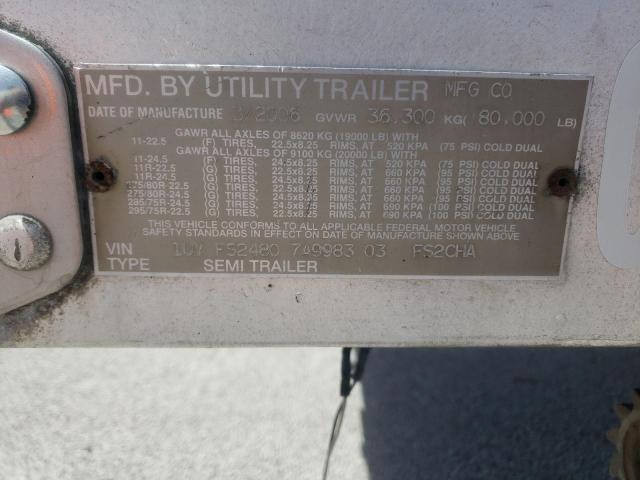 MFD. BY UTILITY TRAILER MFG CO
DATE OF MANUFACTURE 3/2006 GVWR 36.300 KG( 80.000 LB)
GAWR ALL AXLES OF 8620 KG (19000 LB) WITH
11-22.5 (F) TIRES, 22.5x8.25 RIMS, AT 520 KPA (75 PSI) COLD DUAL
GAWR ALL AXLES OF 9100 KG (20000 LB) WITH
11-24.5 (F) TIRES, 24.5x8.25 RIMS, AT 520 KPA (75 PSI) COLD DUAL
11R-22.5 (G) TIRES, 22.5x8.25 RIMS, AT 660 KPA (95 PSI) COLD DUAL
11R-24.5 (G) TIRES, 24.5x8.25 RIMS, AT 660 KPA (95 PSI) COLD DUAL
275/80R-22.5 (G) TIRES, 22.5x8.25 RIMS, AT 660 KPA (95 PSI) COLD DUAL
275/80R-24.5 (G) TIRES, 24.5x8.25 RIMS, AT 660 KPA (95 PSI) COLD DUAL
285/75R-24.5 (G) TIRES, 24.5x8.25 RIMS, AT 690 KPA (100 PSI) COLD DUAL
295/75R-22.5 (G) TIRES, 22.5x8.25 RIMS, AT 690 KPA (100 PSI) COLD DUAL
THIS VEHICLE CONFORMS TO ALL APPLICABLE FEDERAL MOTOR VEHICLE
SAFETY STANDARDS IN EFFECT ON DATE OF MANUFACTURE SHOWN ABOVE
VIN 1UY FS2480 7A9983 03 FS2CHA
TYPE SEMI TRAILER